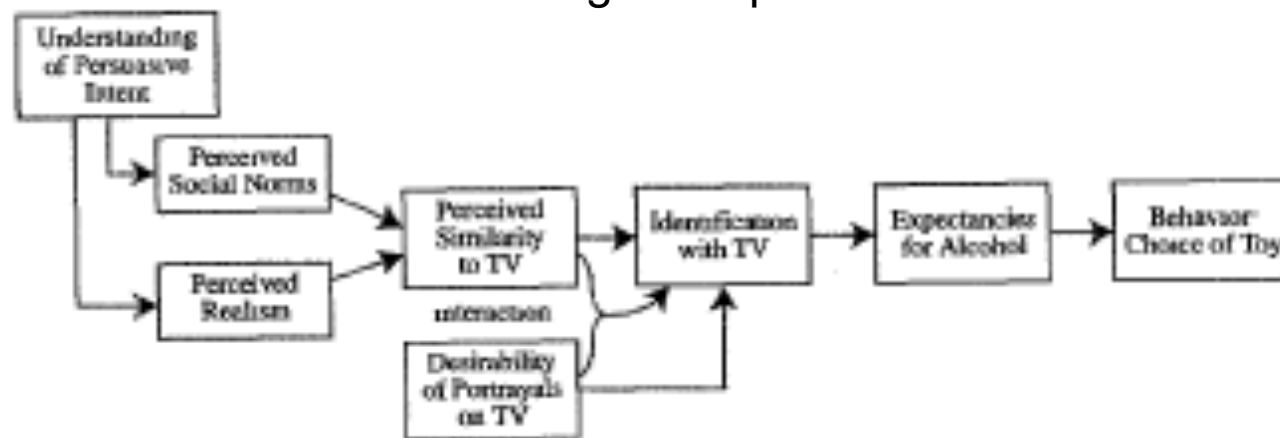 Understanding
of Persuasive
Intent
Perceived
Social Norms
Perceived
Realism
Perceived
Similarity
to TV
interaction
Desirability
of Portrayals
on TV
Identification
with TV
Expectancies
for Alcohol
Behavior
Choice of Toy